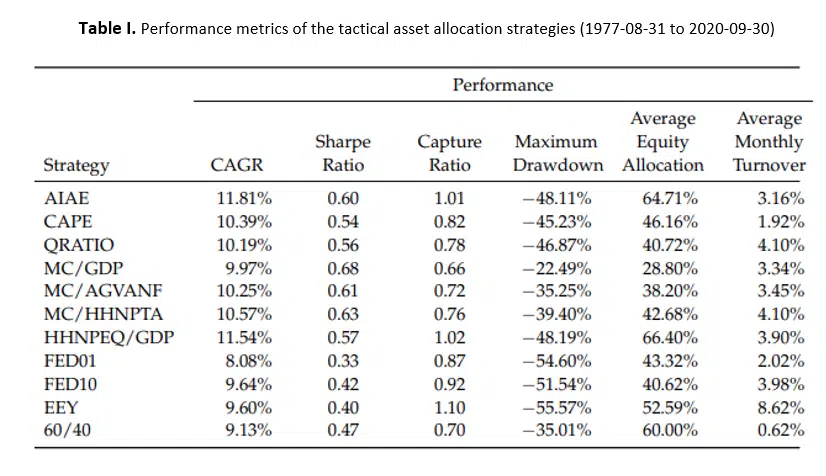 Table I. Performance metrics of the tactical asset allocation strategies (1977-08-31 to 2020-09-30)
Performance
Average Average
Sharpe Capture Maximum Equity Monthly
Strategy CAGR Ratio Ratio Drawdown Allocation Turnover
AIAE 11.81% 0.60 1.01 −48.11% 64.71% 3.16%
CAPE 10.39% 0.54 0.82 −45.23% 46.16% 1.92%
QRATIO 10.19% 0.56 0.78 −46.87% 40.72% 4.10%
MC/GDP 9.97% 0.68 0.66 −22.49% 28.80% 3.34%
MC/AGVANF 10.25% 0.61 0.72 −35.25% 38.20% 3.45%
MC/HHNPTA 10.57% 0.63 0.76 −39.40% 42.68% 4.10%
HHNPEQ/GDP 11.54% 0.57 1.02 −48.19% 66.40% 3.90%
FED01 8.08% 0.33 0.87 −54.60% 43.32% 2.02%
FED10 9.64% 0.42 0.92 −51.54% 40.62% 3.98%
EEY 9.60% 0.40 1.10 −55.57% 52.59% 8.62%
60/40 9.13% 0.47 0.70 −35.01% 60.00% 0.62%